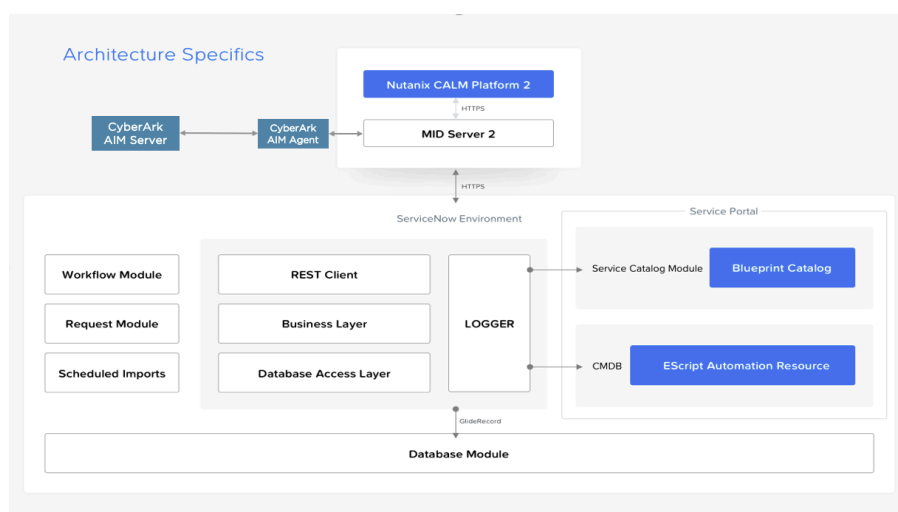 Architecture Specifics
Nutanix CALM Platform 2
HTTPS
CyberArk
AIM Server
CyberArk
AIM Agent
MID Server 2
HTTPS
ServiceNow Environment
Service Portal
Workflow Module
REST Client
Service Catalog Module
Blueprint Catalog
Request Module
Business Layer
LOGGER
Scheduled Imports
Database Access Layer
CMDB
EScript Automation Resource
GlideRecord
Database Module